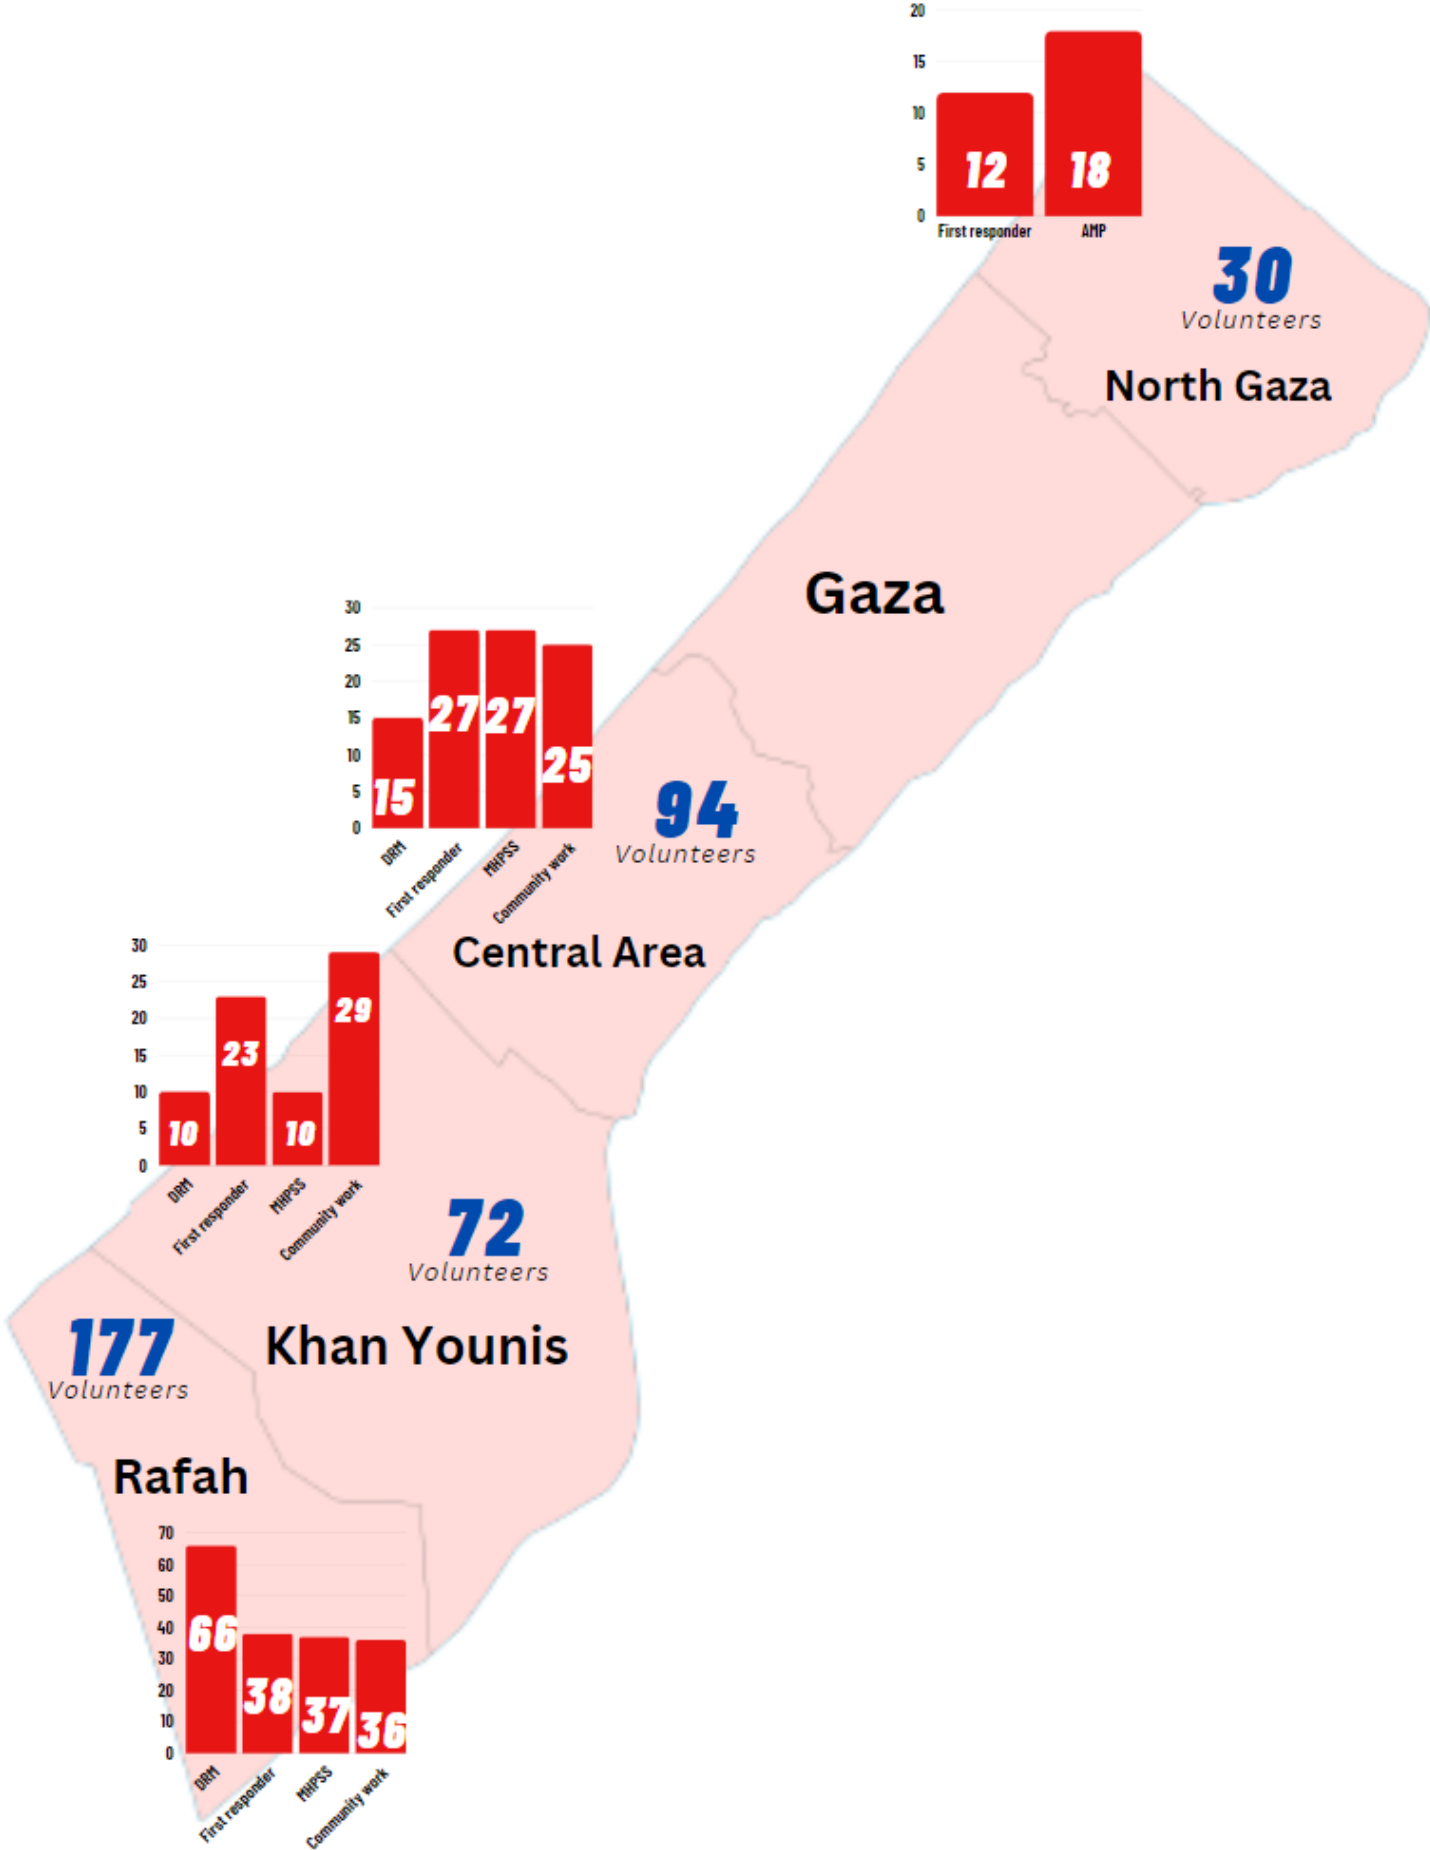 20
15
10
5
0
12
18
First responder
AMP
30
Volunteers
North Gaza
Gaza
30
25
20
15
10
5
0
15
27
27
25
DRM
First responder
MHPSS
Community work
94
Volunteers
Central Area
30
25
20
15
10
5
0
10
23
10
29
DRM
First responder
MHPSS
Community work
72
Volunteers
Khan Younis
177
Volunteers
Rafah
70
60
50
40
30
20
10
0
66
38
37
36
DRM
First responder
MHPSS
Community work